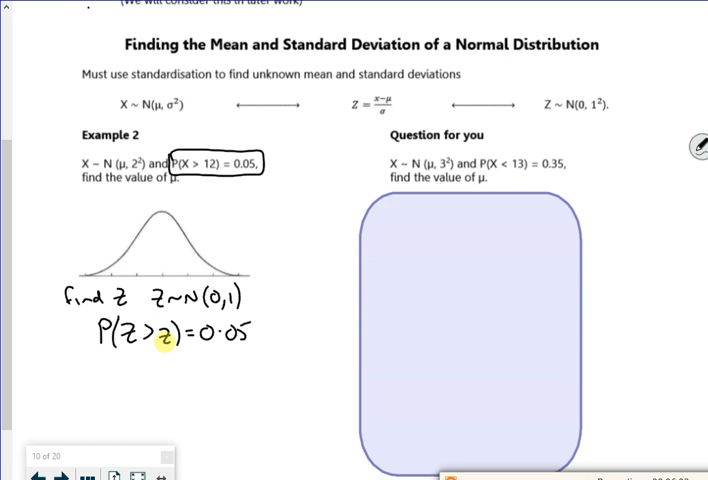 Finding the Mean and Standard Deviation of a Normal Distribution
Must use standardisation to find unknown mean and standard deviations
X ~ N(μ, σ²) Z = x−μ/σ Z ~ N(0, 1²).
Example 2
X ~ N (μ, 2²) and P(X > 12) = 0.05,
find the value of μ.
Find z Z~N(0,1)
P(Z>z)=0.05
Question for you
X ~ N (μ, 3²) and P(X < 13) = 0.35,
find the value of μ.
10 of 20